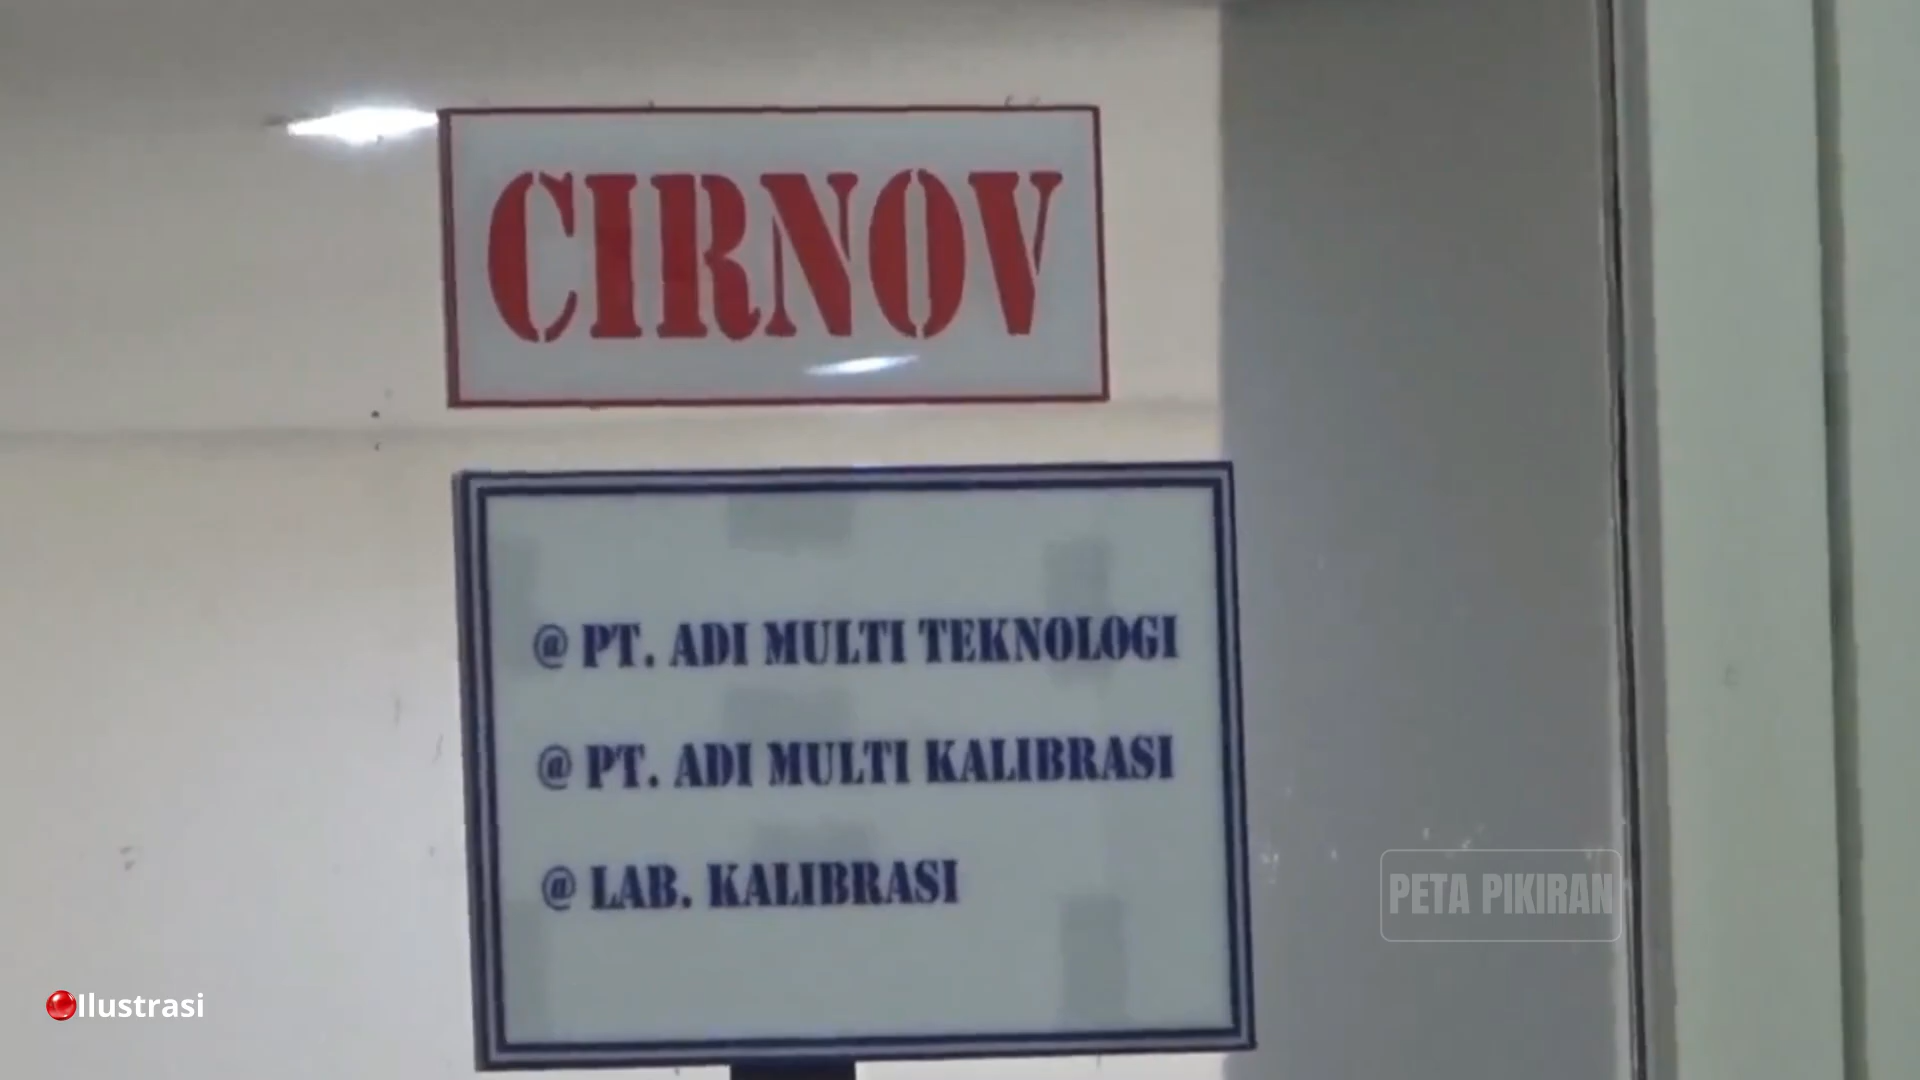 CIRNOV
@ PT. ADI MULTI TEKNOLOGI
@ PT. ADI MULTI KALIBRASI
@ LAB. KALIBRASI
PETA PIKIRAN
Ilustrasi